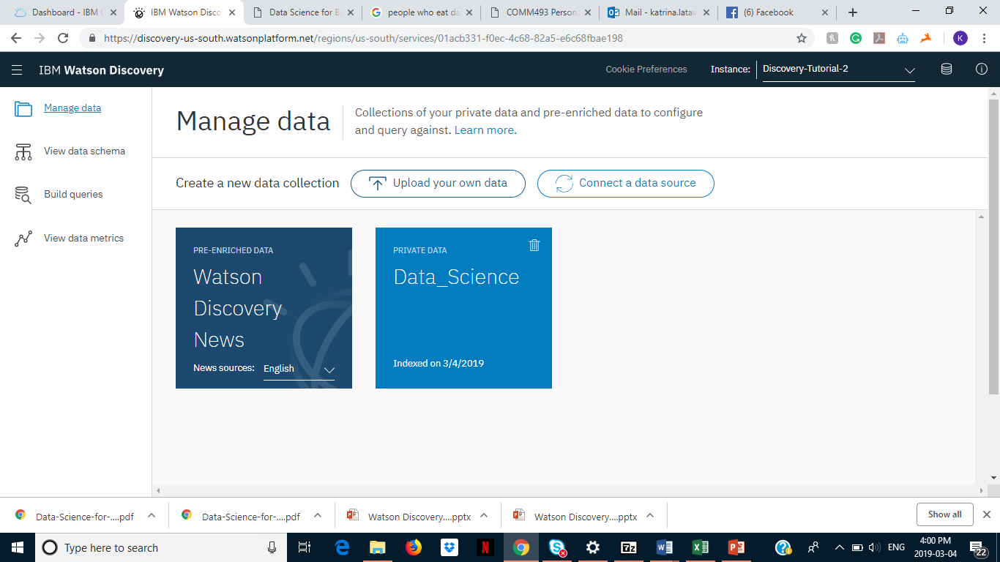 Dashboard - IBM C
IBM Watson Disco
Data Science for B
people who eat da
COMM493 Person
Mail - katrina.lataw
(6) Facebook
https://discovery-us-south.watsonplatform.net/regions/us-south/services/01acb331-f0ec-4c68-82a5-e6c68fbae198
K
IBM Watson Discovery
Cookie Preferences
Instance:
Discovery-Tutorial-2
Manage data
View data schema
Build queries
View data metrics
Manage data
Collections of your private data and pre-enriched data to configure
and query against. Learn more.
Create a new data collection
Upload your own data
Connect a data source
PRE-ENRICHED DATA
Watson
Discovery
News
News sources: English
PRIVATE DATA
Data_Science
Indexed on 3/4/2019
Data-Science-for-....pdf
Data-Science-for-....pdf
Watson Discovery....pptx
Watson Discovery....pptx
Show all
Type here to search
ENG
4:00 PM
2019-03-04
22